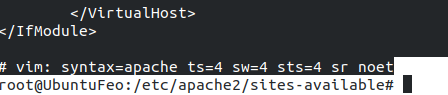 </VirtualHost>
</IfModule>
# vim: syntax=apache ts=4 sw=4 sts=4 sr noet
root@UbuntuFeo:/etc/apache2/sites-available#